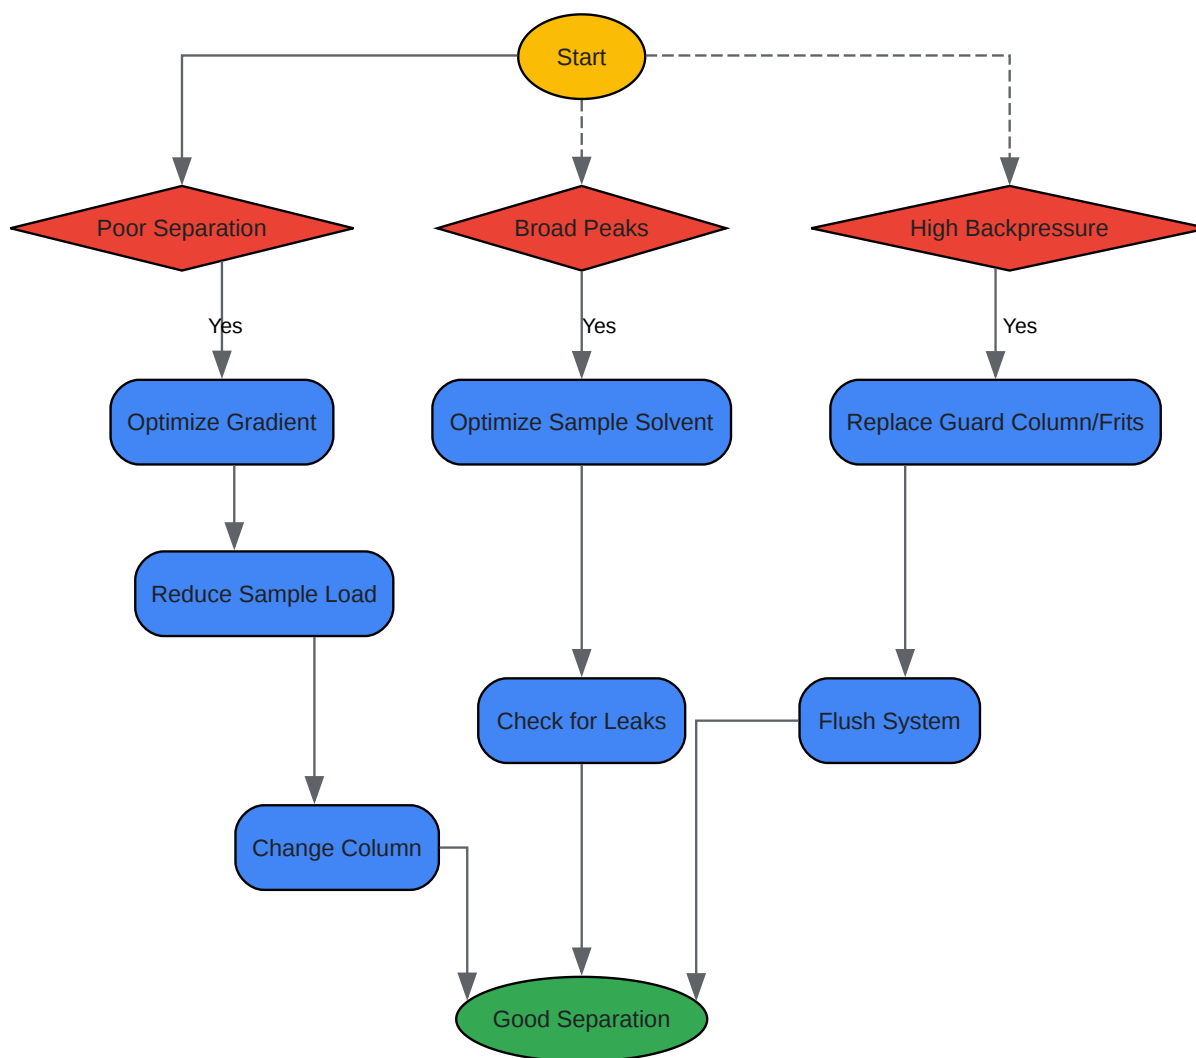 Start
Poor Separation
Broad Peaks
High Backpressure
Yes
Yes
Yes
Optimize Gradient
Optimize Sample Solvent
Replace Guard Column/Frits
Reduce Sample Load
Check for Leaks
Flush System
Change Column
Good Separation